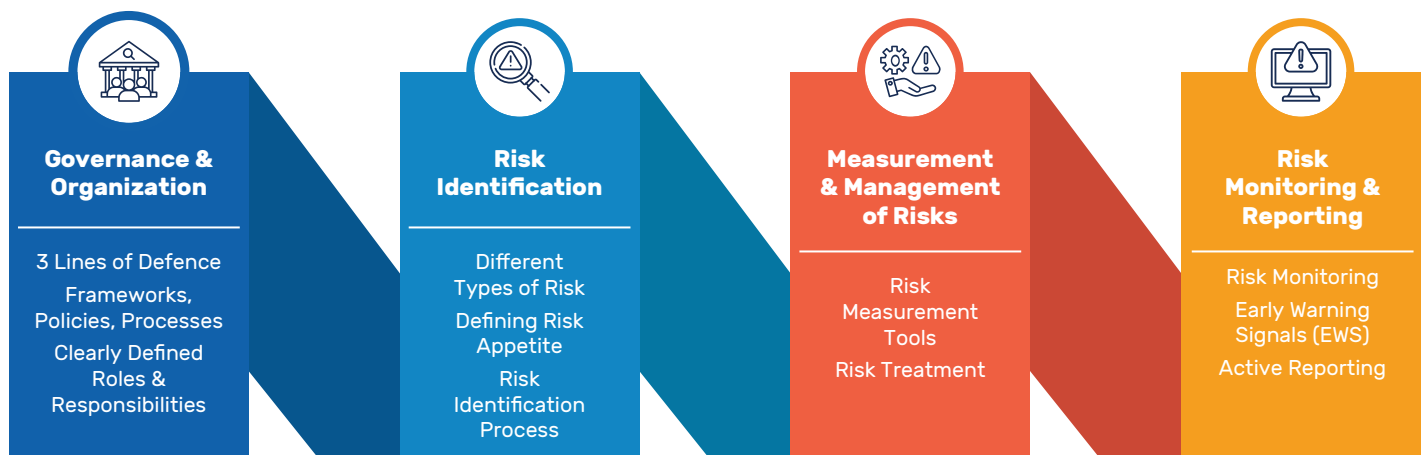 Governance &
Organization
3 Lines of Defence
Frameworks,
Policies, Processes
Clearly Defined
Roles &
Responsibilities
Risk
Identification
Different
Types of Risk
Defining Risk
Appetite
Risk
Identification
Process
Measurement
& Management
of Risks
Risk
Measurement
Tools
Risk Treatment
Risk
Monitoring &
Reporting
Risk Monitoring
Early Warning
Signals (EWS)
Active Reporting